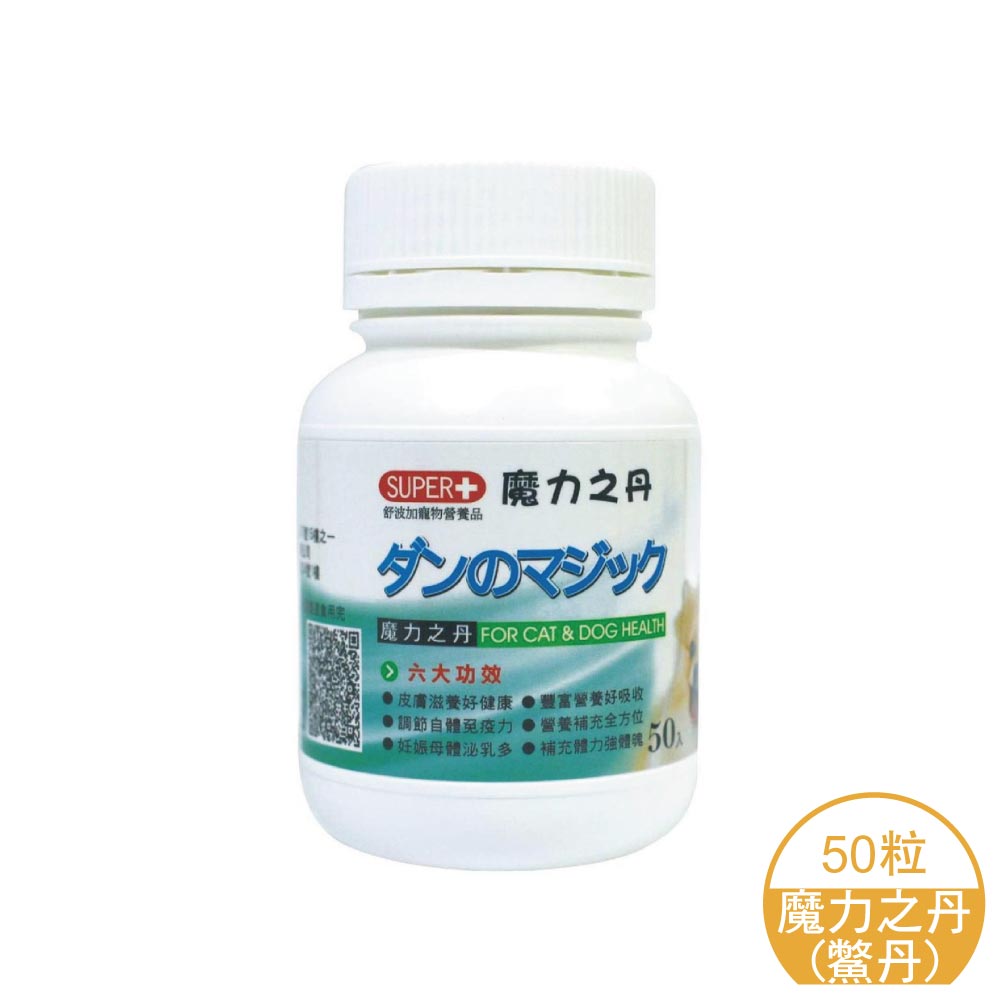 SUPER+ 魔力之丹
舒波加寵物營養品
ダンのマジック
魔力之丹 FOR CAT & DOG HEALTH
六大功效
●皮膚滋養好健康 ●豐富營養好吸收
●調節自體免疫力 ●營養補充全方位
●妊娠母體泌乳多 ●補充體力強體魄
50入
50粒
魔力之丹
(鱉丹)